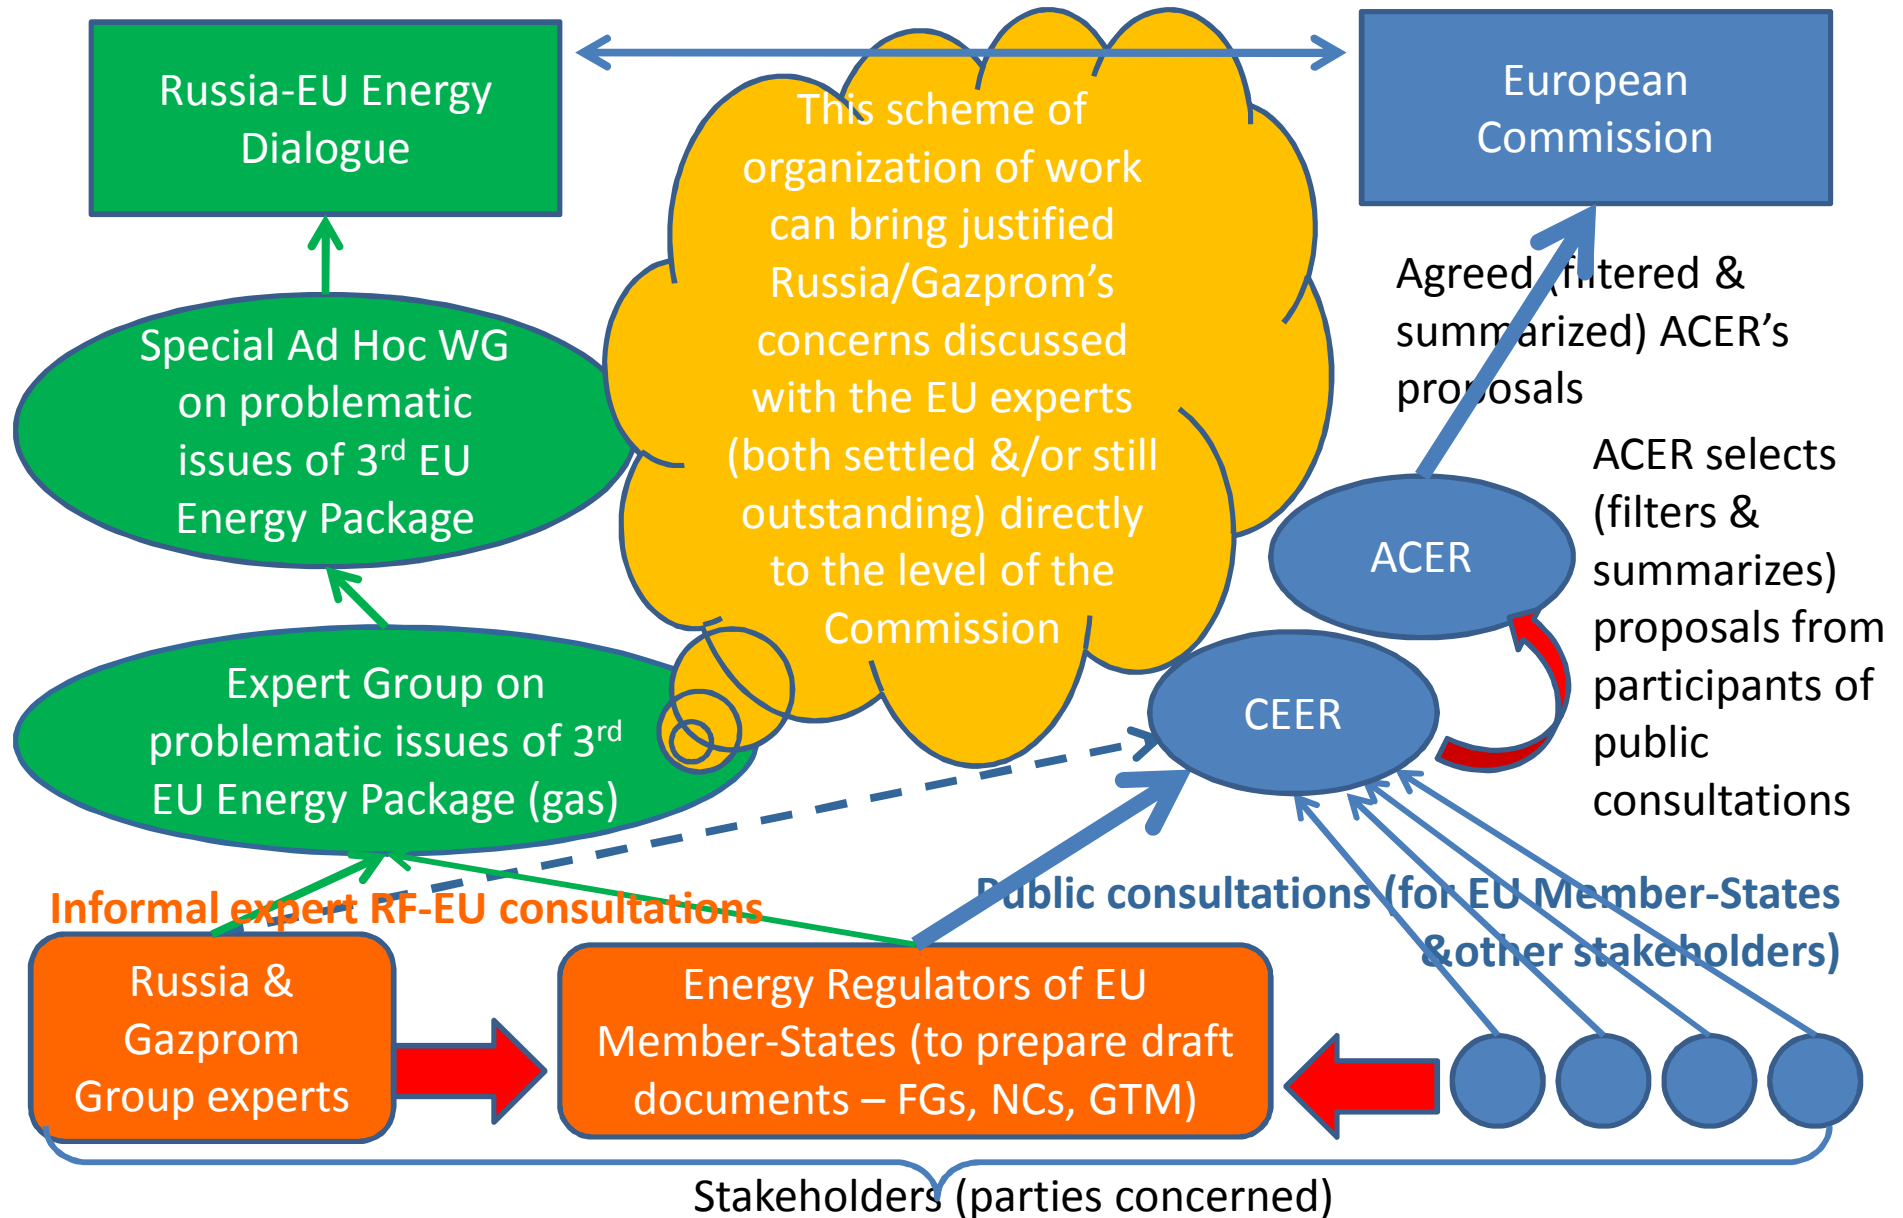 Russia-EU Energy
Dialogue
This scheme of
organization of work
can bring justified
Russia/Gazprom’s
concerns discussed
with the EU experts
(both settled &/or still
outstanding) directly
to the level of the
Commission
European
Commission
Agreed (filtered &
summarized) ACER’s
proposals
Special Ad Hoc WG
on problematic
issues of 3rd EU
Energy Package
ACER selects
(filters &
summarizes)
proposals from
participants of
public
consultations
ACER
CEER
Expert Group on
problematic issues of 3rd
EU Energy Package (gas)
Informal expert RF-EU consultations
Public consultations (for EU Member-States
&other stakeholders)
Russia &
Gazprom
Group experts
Energy Regulators of EU
Member-States (to prepare draft
documents – FGs, NCs, GTM)
Stakeholders (parties concerned)